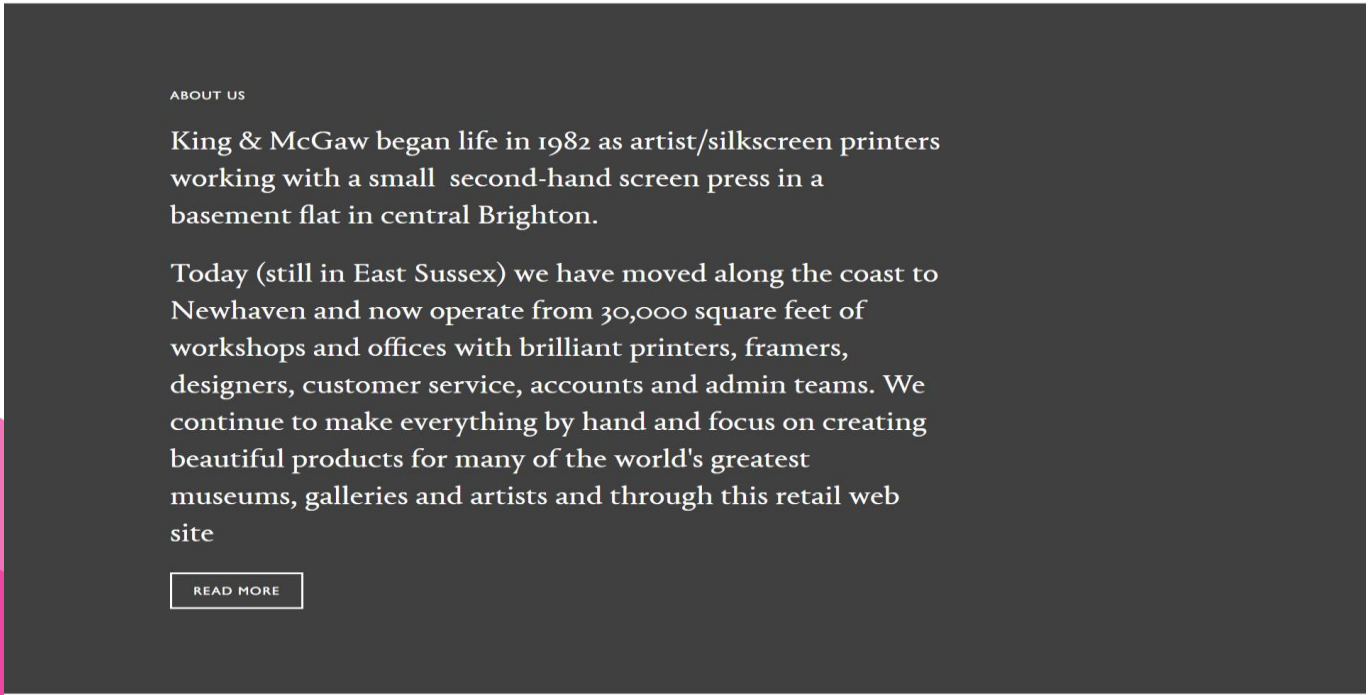 ABOUT US
King & McGaw began life in 1982 as artist/silkscreen printers
working with a small  second-hand screen press in a
basement flat in central Brighton.
Today (still in East Sussex) we have moved along the coast to
Newhaven and now operate from 30,000 square feet of
workshops and offices with brilliant printers, framers,
designers, customer service, accounts and admin teams. We
continue to make everything by hand and focus on creating
beautiful products for many of the world's greatest
museums, galleries and artists and through this retail web
site
READ MORE